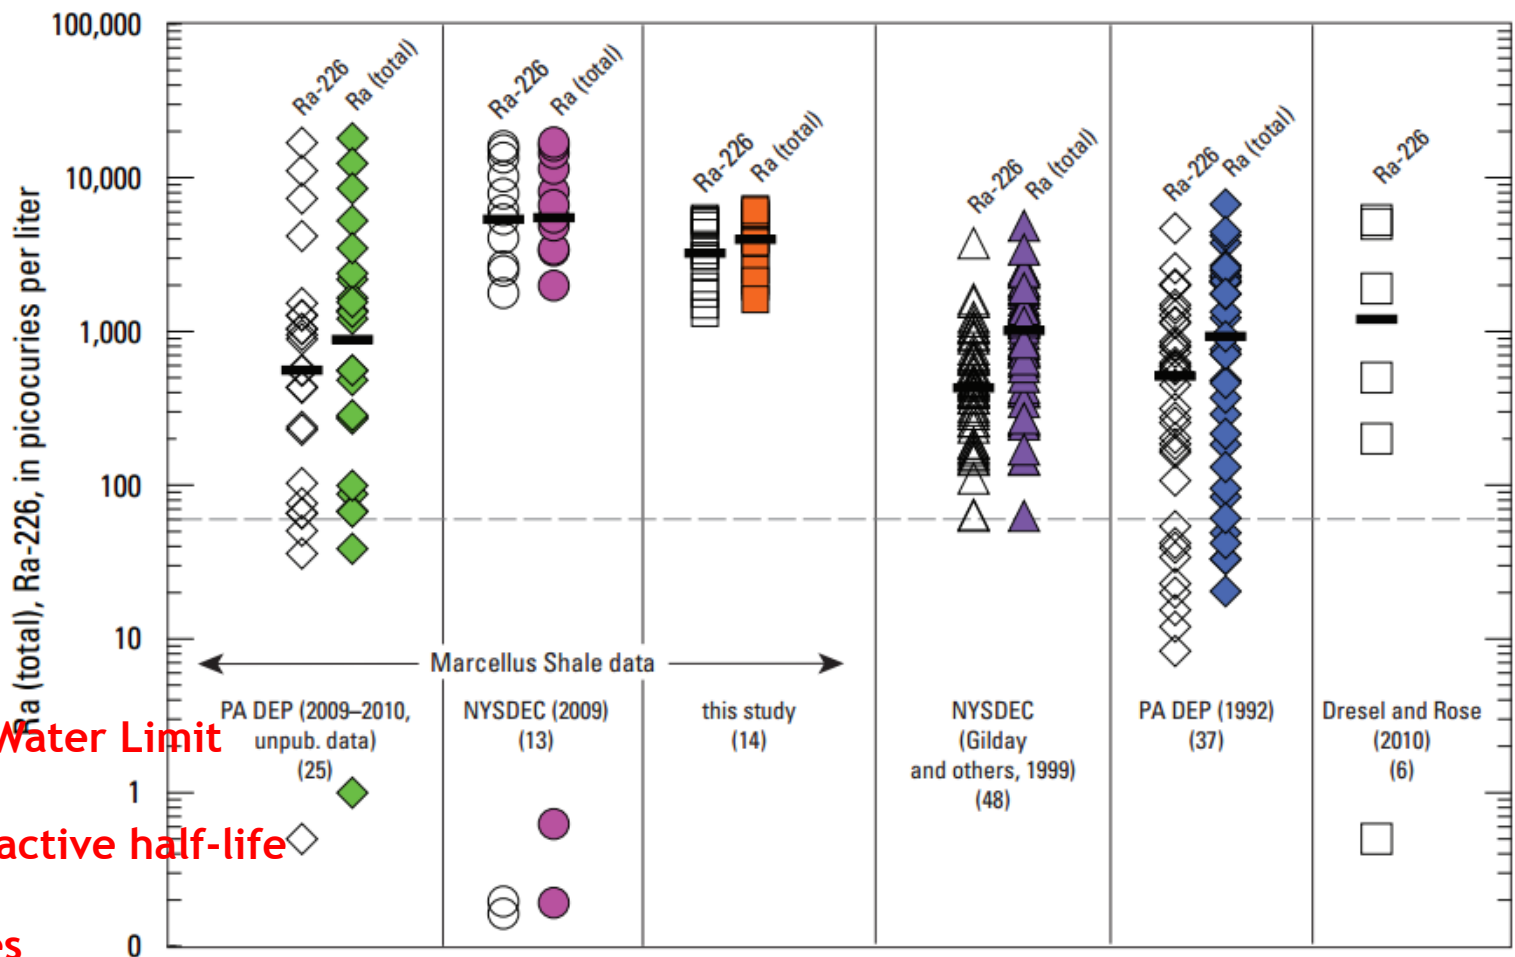 100,000
10,000
1,000
100
10
1
0
Ra (total), Ra-226, in picocuries per liter
Ra-226
Ra (total)
Ra-226
Ra (total)
Ra-226
Ra (total)
Ra-226
Ra (total)
Ra-226
Ra (total)
Ra-226
Marcellus Shale data
PA DEP (2009–2010,
unpub. data)
(25)
NYSDEC (2009)
(13)
this study
(14)
NYSDEC
(Gilday
and others, 1999)
(48)
PA DEP (1992)
(37)
Dresel and Rose
(2010)
(6)
Water Limit
active half-life
es